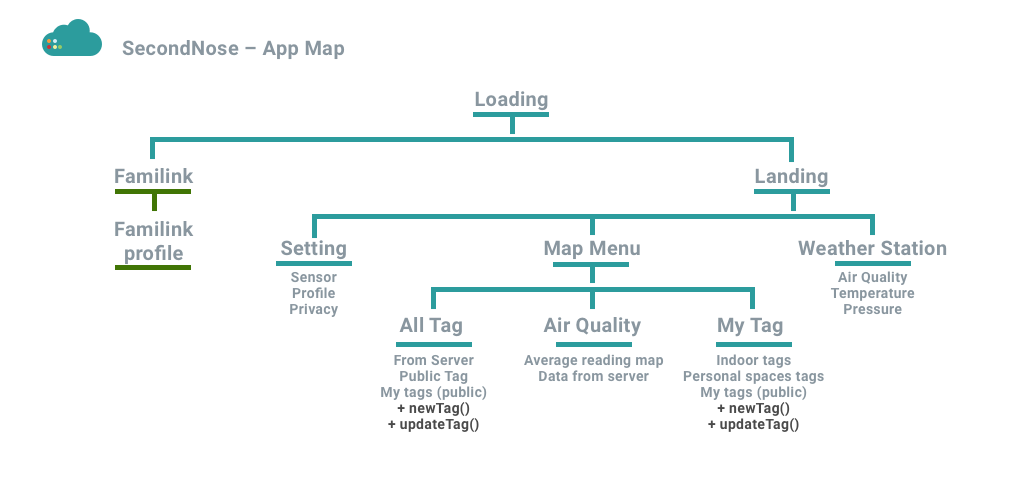 SecondNose – App Map
Loading
Familink
Landing
Familink
profile
Setting
Sensor
Profile
Privacy
Map Menu
Weather Station
Air Quality
Temperature
Pressure
All Tag
From Server
Public Tag
My tags (public)
+ newTag()
+ updateTag()
Air Quality
Average reading map
Data from server
My Tag
Indoor tags
Personal spaces tags
My tags (public)
+ newTag()
+ updateTag()